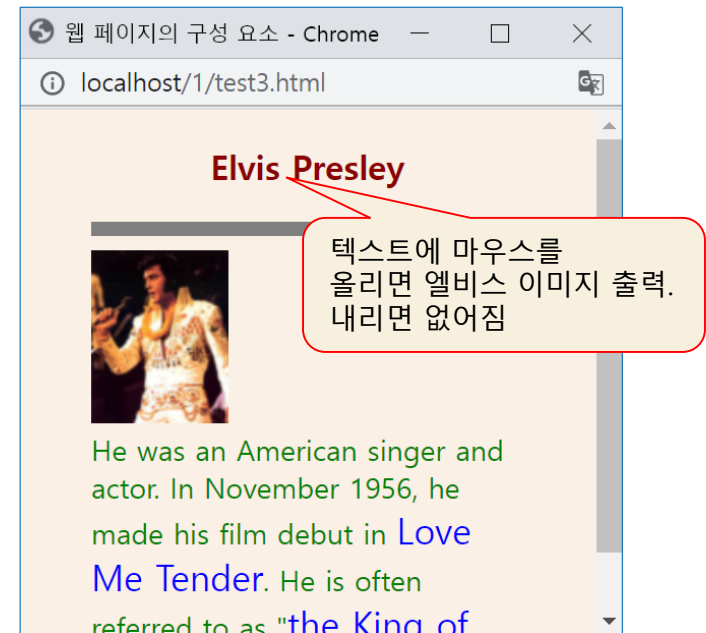 웹 페이지의 구성 요소 - Chrome
localhost/1/test3.html
Elvis Presley
텍스트에 마우스를
올리면 엘비스 이미지 출력.
내리면 없어짐
He was an American singer and
actor. In November 1956, he
made his film debut in Love
Me Tender. He is often
referred to as "the King of